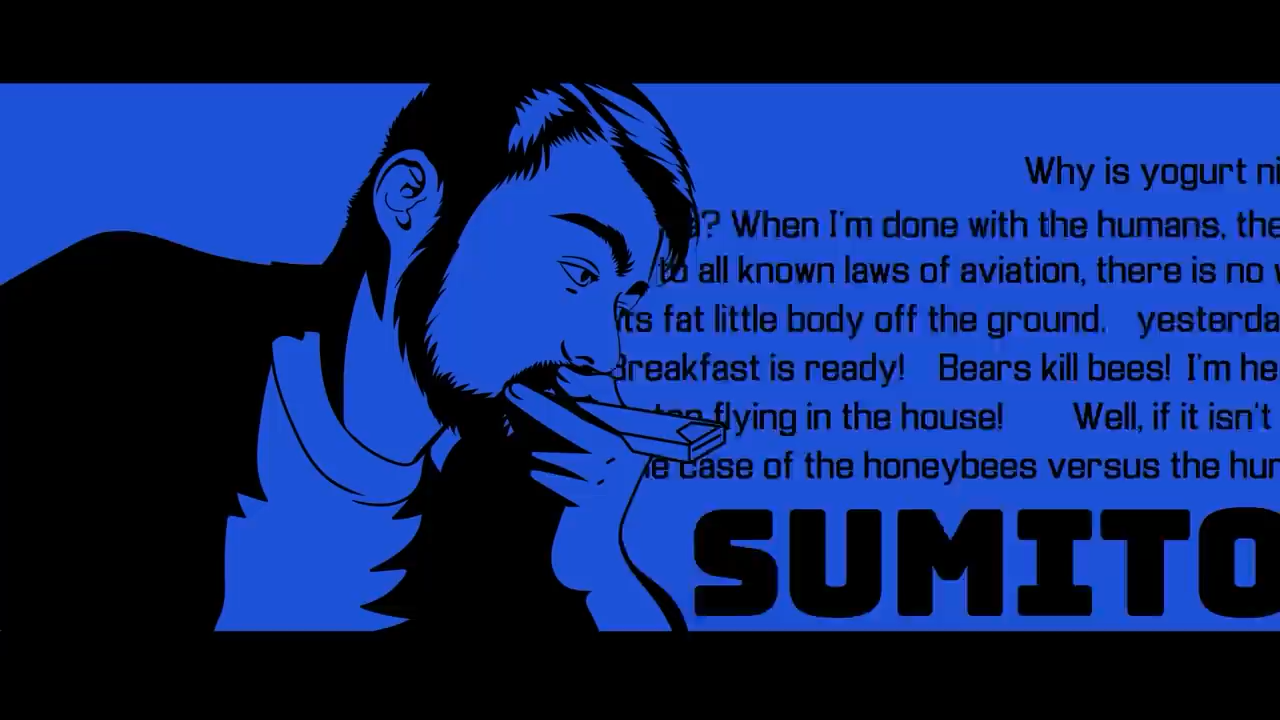 Why is yogurt
? When I'm done with the humans, the
to all known laws of aviation, there is no
its fat little body off the ground. yesterda
Breakfast is ready! Bears kill bees! I'm he
flying in the house! Well, if it isn't
case of the honeybees versus the hum
SUMITO